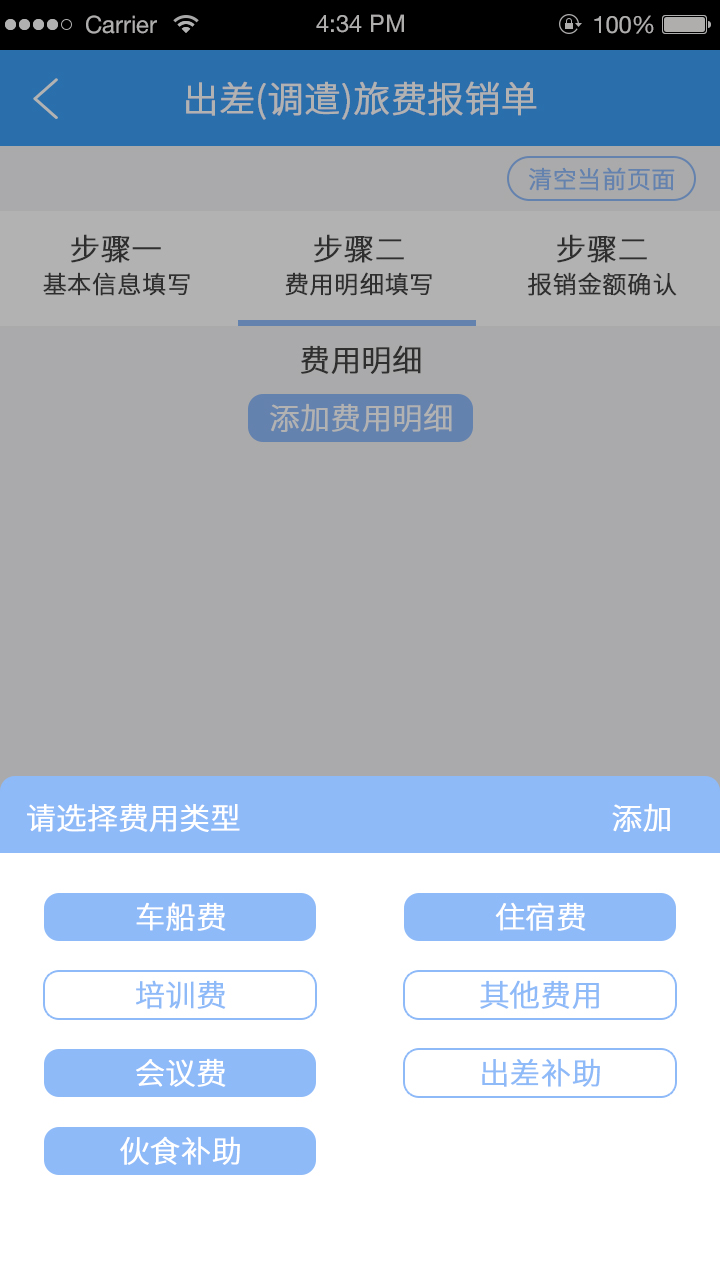 Carrier 4:34 PM 100%
出差(调遣)旅费报销单
清空当前页面
步骤一 步骤二 步骤二
基本信息填写 费用明细填写 报销金额确认
费用明细
添加费用明细
请选择费用类型 添加
车船费 住宿费
培训费 其他费用
会议费 出差补助
伙食补助